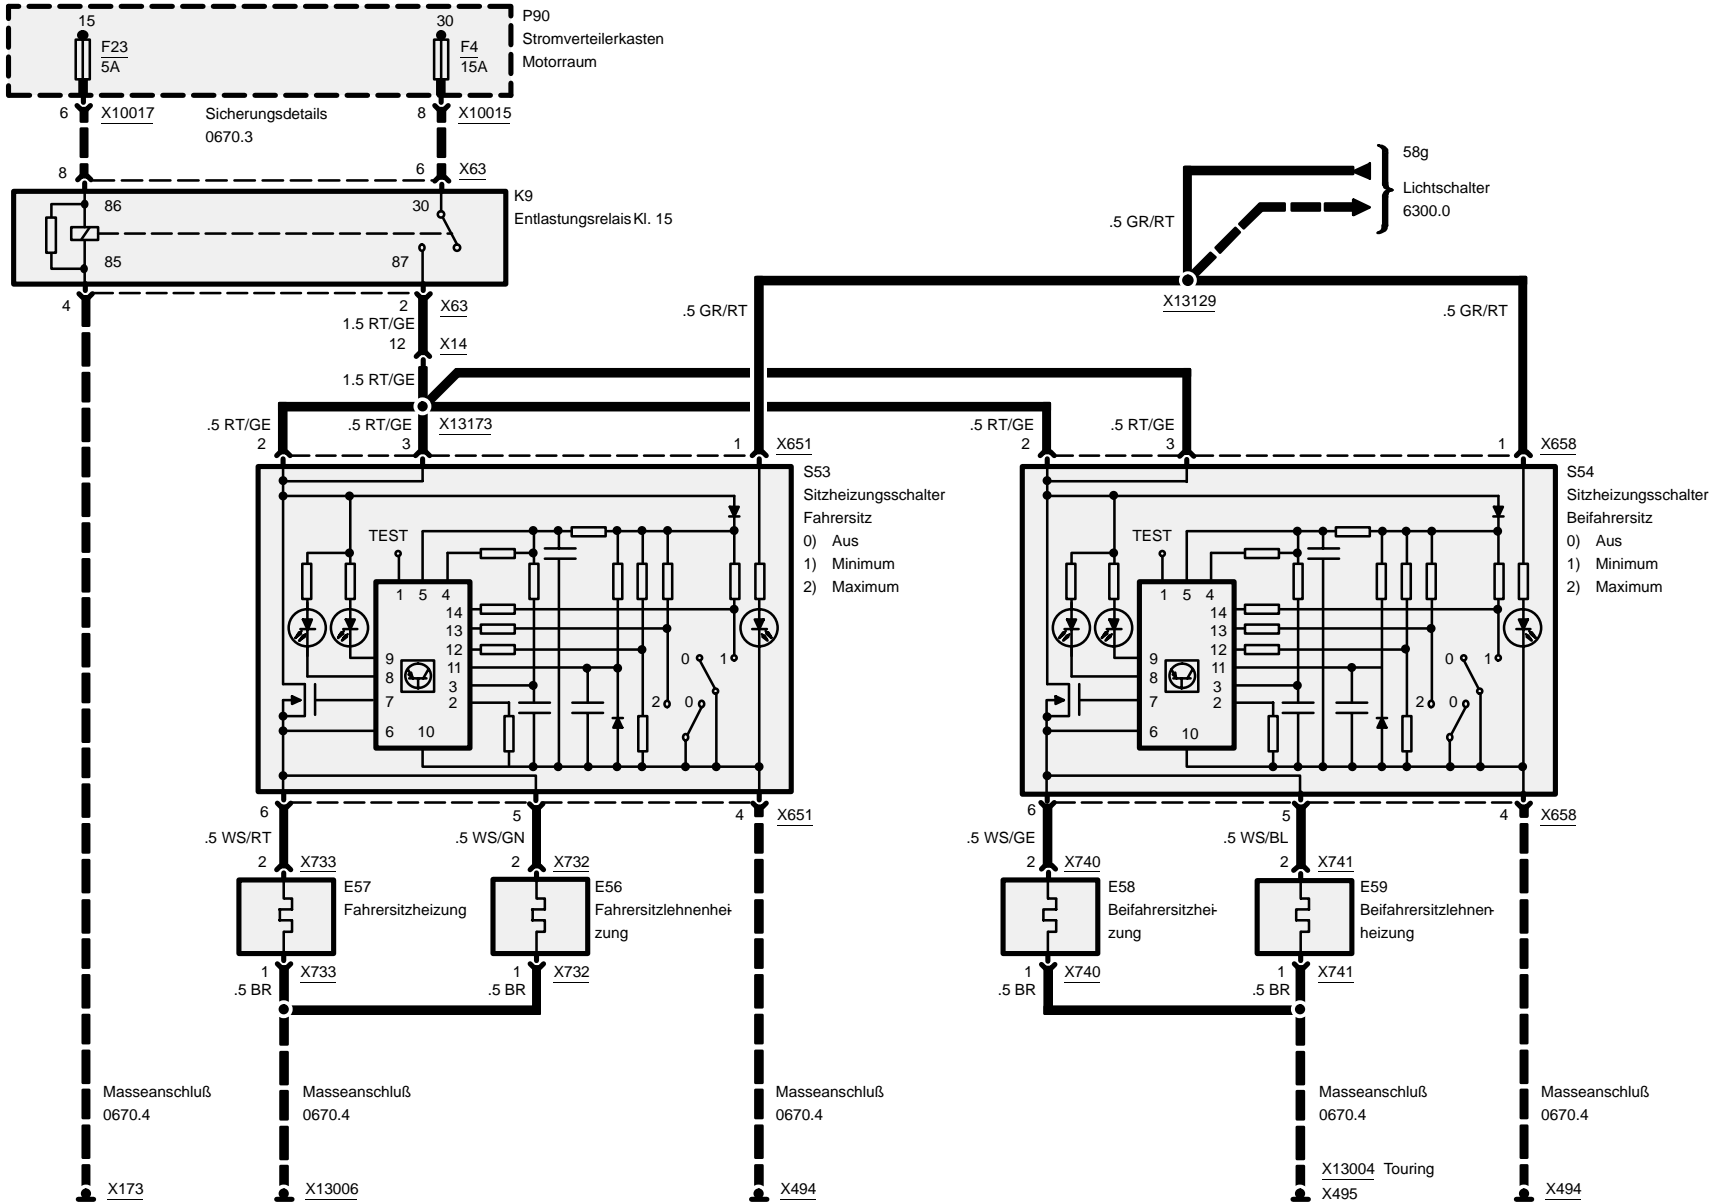 15
30
P90
Stromverteilerkasten
Motorraum
F23
5A
F4
15A
6
X10017
Sicherungsdetails
0670.3
8
X10015
8
6
X63
K9
Entlastungsrelais Kl. 15
86
30
85
87
58g
Lichtschalter
6300.0
.5 GR/RT
X13129
4
2
X63
1.5 RT/GE
12
X14
1.5 RT/GE
.5 GR/RT
.5 GR/RT
.5 RT/GE
.5 RT/GE
X13173
.5 RT/GE
.5 RT/GE
2
3
1
X651
2
3
1
X658
S53
Sitzheizungsschalter
Fahrersitz
0) Aus
1) Minimum
2) Maximum
TEST
1 5 4
14
13
12
11
3
2
9
8
7
6
10
0
1
2
0
S54
Sitzheizungsschalter
Beifahrersitz
0) Aus
1) Minimum
2) Maximum
TEST
1 5 4
14
13
12
11
3
2
9
8
7
6
10
0
1
2
0
6
5
4
X651
6
5
4
X658
.5 WS/RT
.5 WS/GN
.5 WS/GE
.5 WS/BL
2
X733
2
X732
2
X740
2
X741
E57
Fahrersitzheizung
E56
Fahrersitzlehnenhei-
zung
E58
Beifahrersitzhei-
zung
E59
Beifahrersitzlehnen-
heizung
1
X733
1
X732
1
X740
1
X741
.5 BR
.5 BR
.5 BR
.5 BR
Masseanschluß
0670.4
Masseanschluß
0670.4
Masseanschluß
0670.4
Masseanschluß
0670.4
Masseanschluß
0670.4
X173
X13006
X494
X13004 Touring
X495
X494